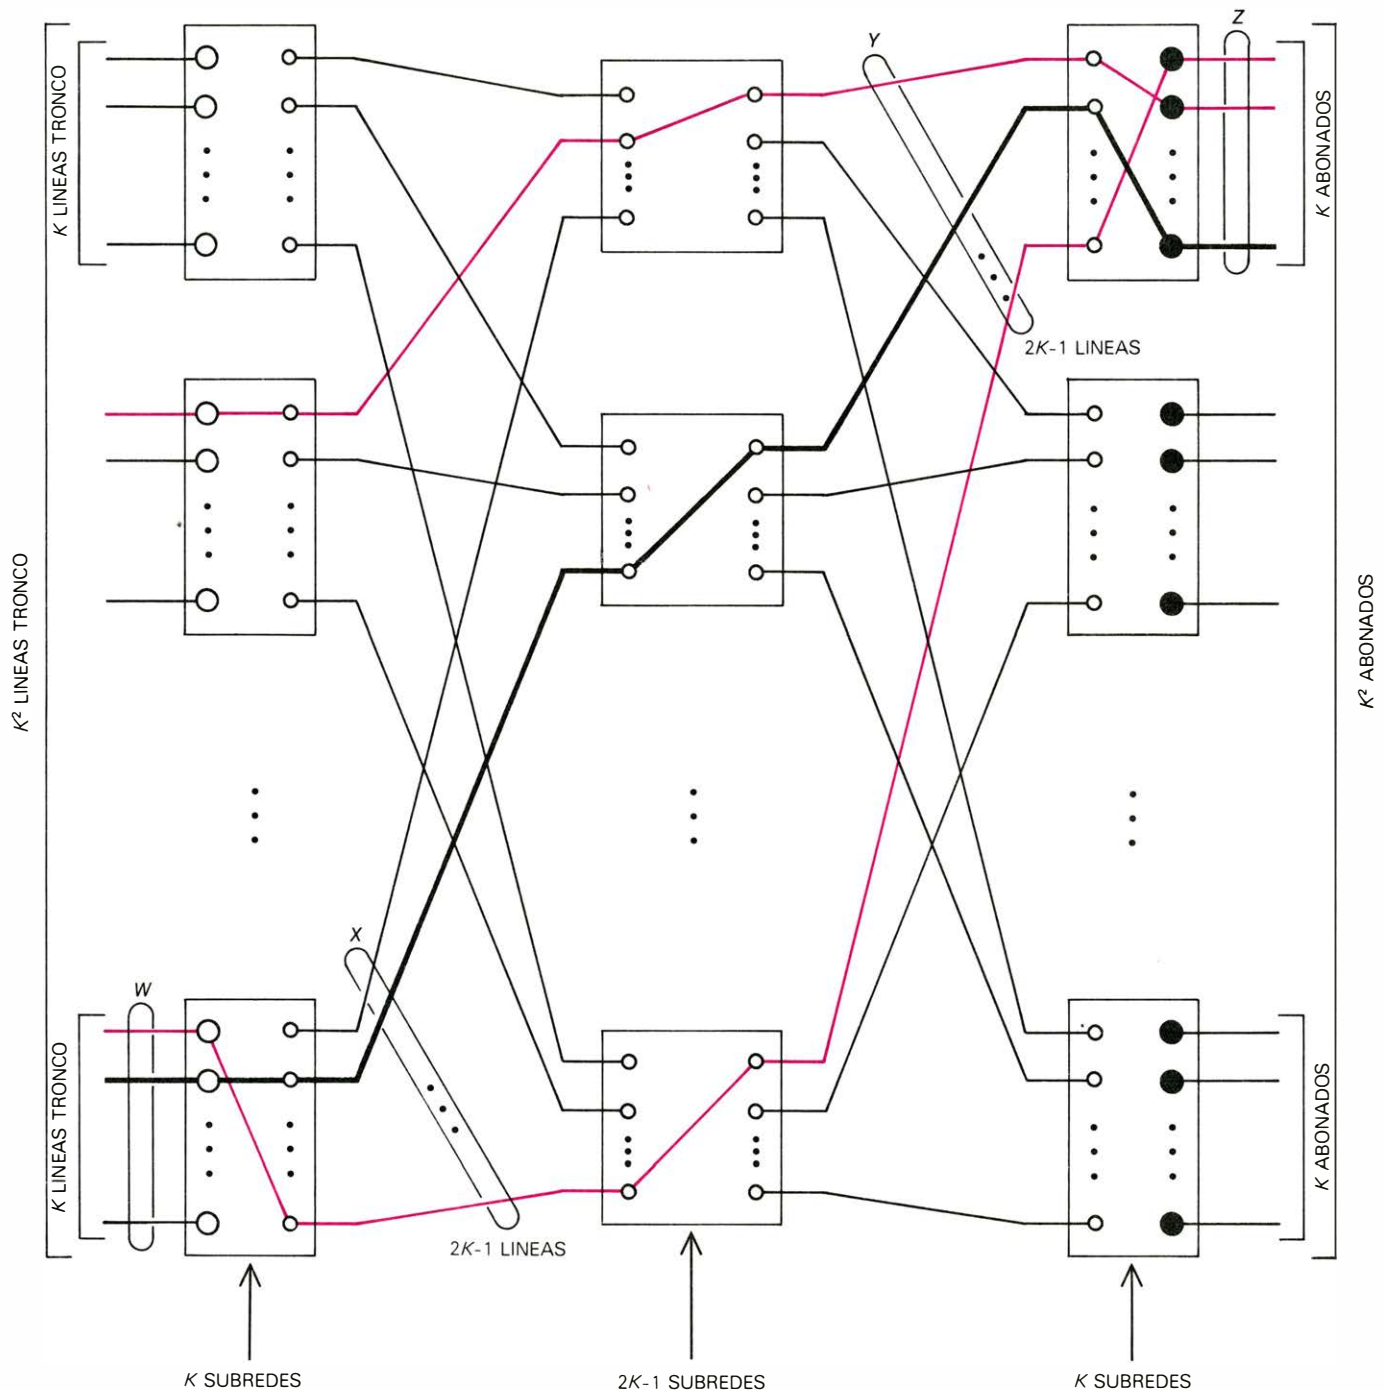 Z
Y
K LINEAS TRONCO
K ABONADOS
2K-1 LINEAS
K² LINEAS TRONCO
K² ABONADOS
X
W
K LINEAS TRONCO
K ABONADOS
2K-1 LINEAS
K SUBREDES
2K-1 SUBREDES
K SUBREDES